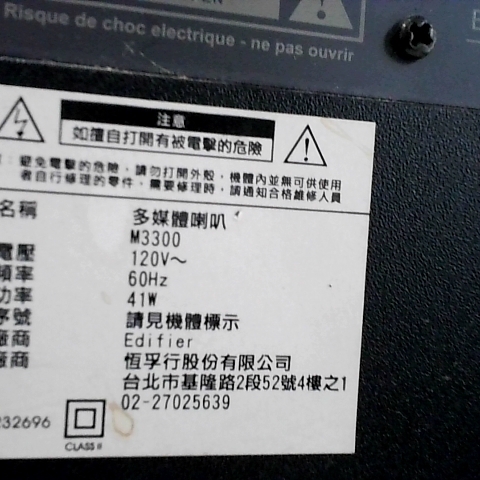 Risque de choc electrique - ne pas ouvrir
注意
如擅自打開有被電擊的危險
：避免電擊的危險，請勿打開外殼，機體內並無可供使用
者自行修理的零件，需要修理時，請通知合格維修人員
名稱 多媒體喇叭
M3300
電壓 120V～
頻率 60Hz
功率 41W
序號 請見機體標示
廠商 Edifier
廠商 恆孚行股份有限公司
台北市基隆路2段52號4樓之1
02-27025639
232696
CLASS II